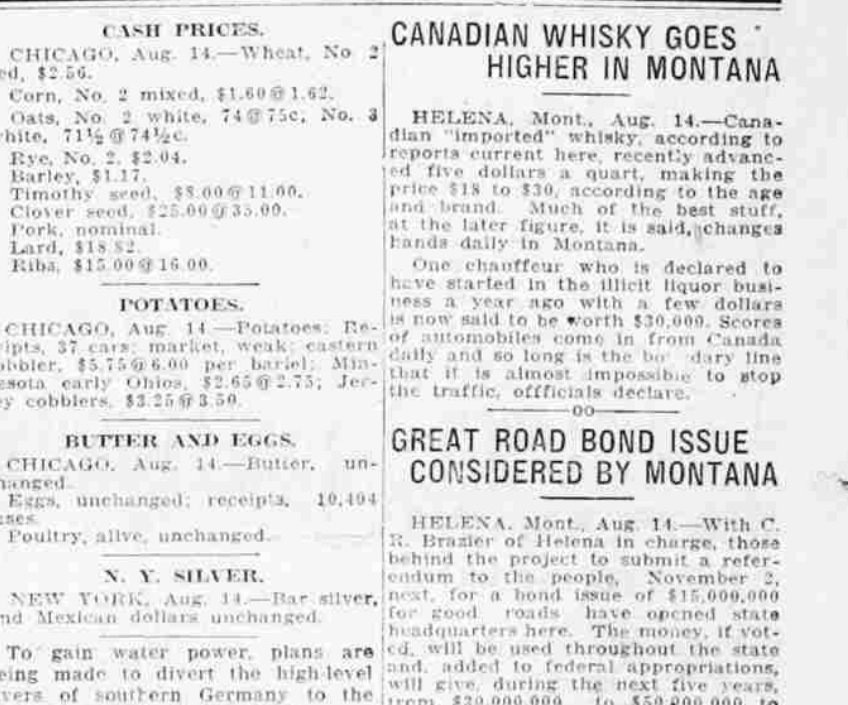 CASH PRICES.
CHICAGO, Aug. 14.—Wheat, No 2
ed, $2.56.
Corn, No. 2 mixed, $1.60@1.62.
Oats, No. 2 white, 74@75c, No. 3
hite, 71½@74½c.
Rye, No. 2, $2.04.
Barley, $1.17.
Timothy seed, $8.00@11.00.
Clover seed, $25.00@35.00.
Pork, nominal.
Lard, $18.82.
Ribs, $15.00@16.00.
POTATOES.
CHICAGO, Aug. 14.—Potatoes: Re-
ipts, 37 cars; market, weak; eastern
obbler, $5.75@6.00 per barlel; Min-
esota early Ohios, $2.65@2.75; Jer-
ey cobblers, $3.25@3.50.
BUTTER AND EGGS.
CHICAGO, Aug. 14.—Butter, un-
hanged.
Eggs, unchanged; receipts, 10,494
ases.
Poultry, alive, unchanged.
N. Y. SILVER.
NEW YORK, Aug. 14.—Bar silver,
nd Mexican dollars unchanged.
To gain water power, plans are
eing made to divert the high-level
vers of southern Germany to the
CANADIAN WHISKY GOES
HIGHER IN MONTANA
HELENA, Mont., Aug. 14.—Cana-
dian "imported" whisky, according to
reports current here, recently advanc-
ed five dollars a quart, making the
price $18 to $30, according to the age
and brand. Much of the best stuff,
at the later figure, it is said, changes
hands daily in Montana.
One chauffeur who is declared to
have started in the illicit liquor busi-
ness a year ago with a few dollars
is now said to be worth $30,000. Scores
of automobiles come in from Canada
daily and so long is the bo dary line
that it is almost impossible to stop
the traffic, offficials declare.
oo
GREAT ROAD BOND ISSUE
CONSIDERED BY MONTANA
HELENA, Mont., Aug. 14.—With C.
R. Brazier of Helena in charge, those
behind the project to submit a refer-
endum to the people, November 2,
next, for a bond issue of $15,000,000
for good roads have opened state
headquarters here. The money, if vot-
ed, will be used throughout the state
and, added to federal appropriations,
will give, during the next five years,
from $20,000,000 to $50,000,000 to